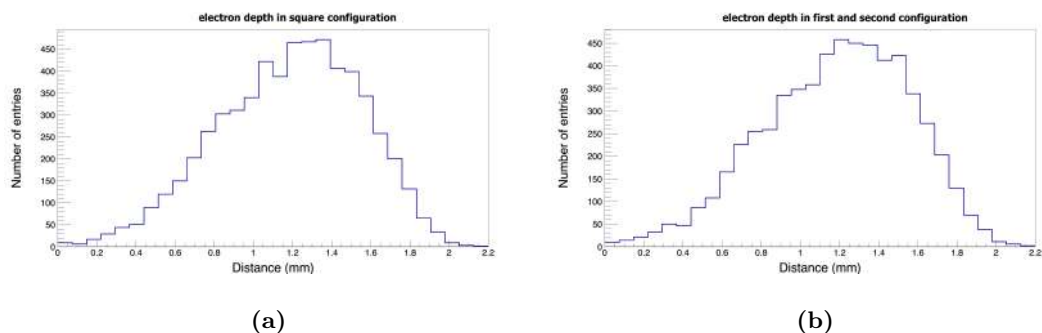 electron depth in square configuration
Number of entries
450
400
350
300
250
200
150
100
50
0
0 0.2 0.4 0.6 0.8 1 1.2 1.4 1.6 1.8 2 2.2
Distance (mm)
(a)
electron depth in first and second configuration
Number of entries
450
400
350
300
250
200
150
100
50
0
0 0.2 0.4 0.6 0.8 1 1.2 1.4 1.6 1.8 2 2.2
Distance (mm)
(b)